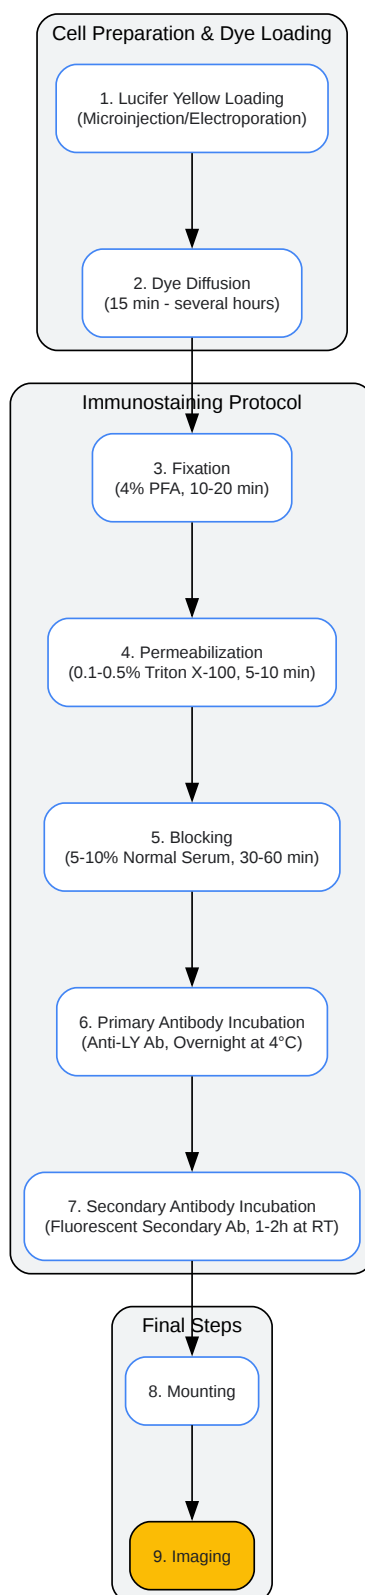 Cell Preparation & Dye Loading
1. Lucifer Yellow Loading
(Microinjection/Electroporation)
2. Dye Diffusion
(15 min - several hours)
Immunostaining Protocol
3. Fixation
(4% PFA, 10-20 min)
4. Permeabilization
(0.1-0.5% Triton X-100, 5-10 min)
5. Blocking
(5-10% Normal Serum, 30-60 min)
6. Primary Antibody Incubation
(Anti-LY Ab, Overnight at 4°C)
7. Secondary Antibody Incubation
(Fluorescent Secondary Ab, 1-2h at RT)
Final Steps
8. Mounting
9. Imaging